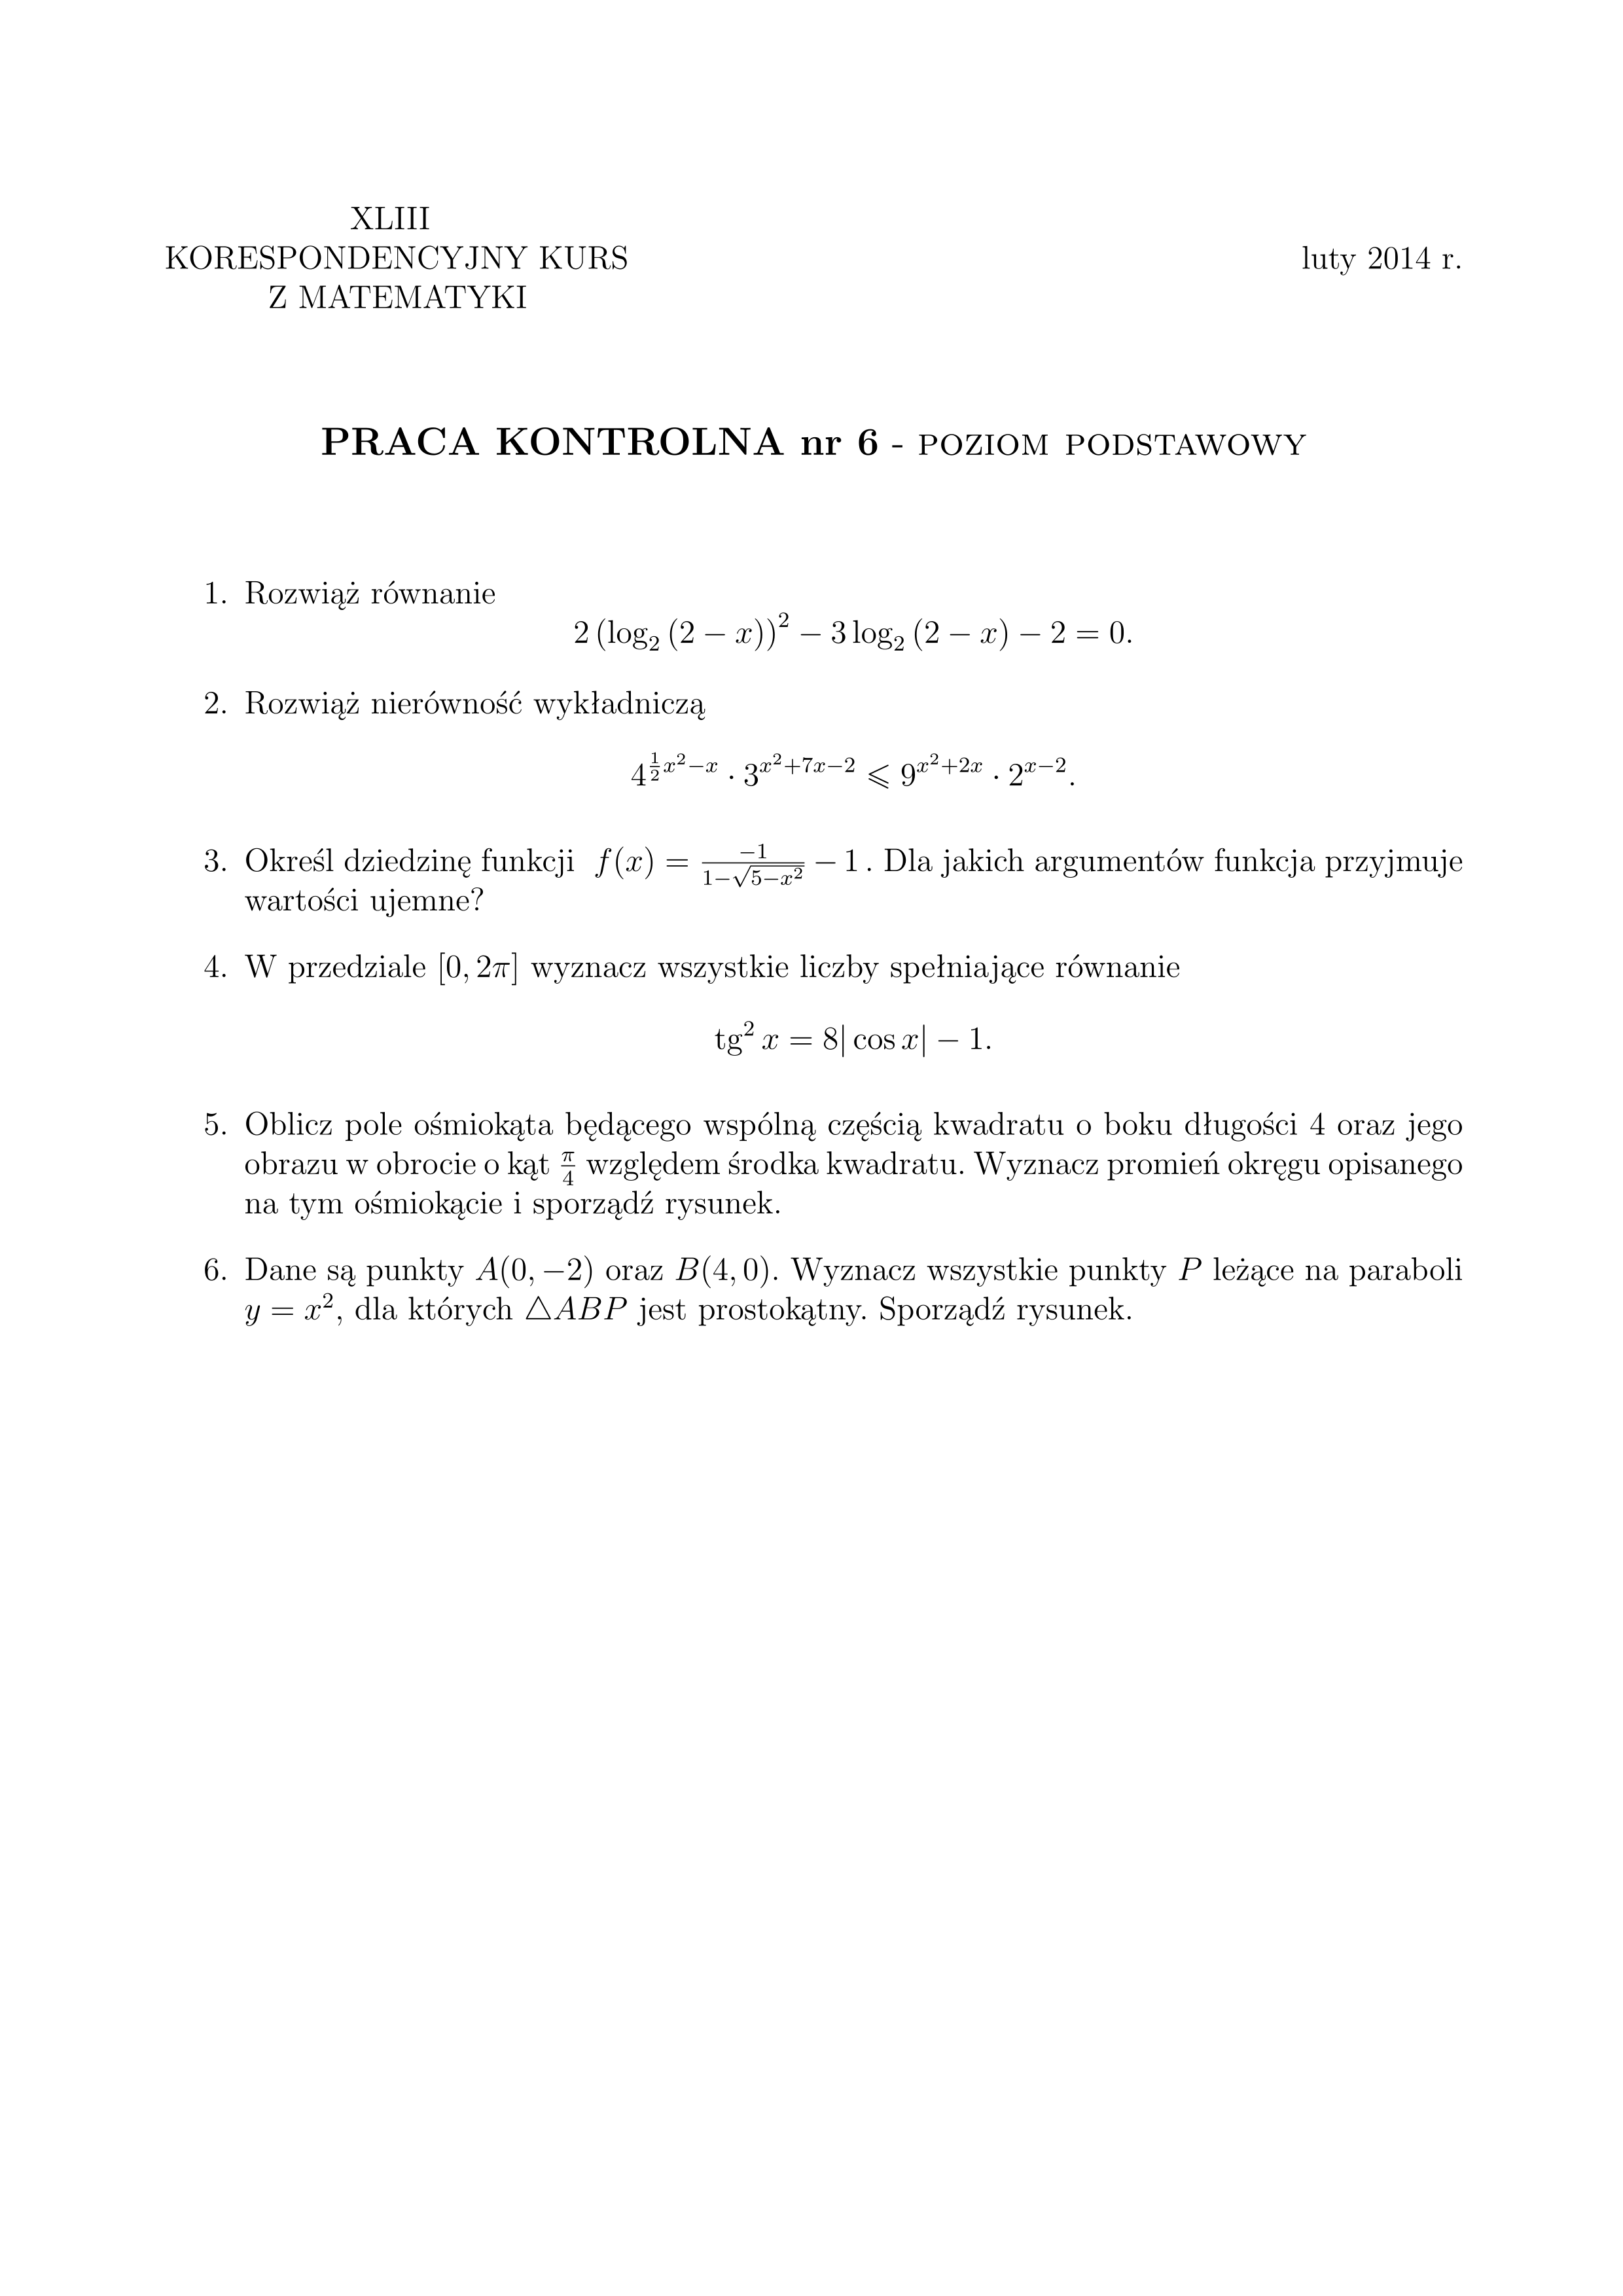 XLIII
KORESPONDENCYJNY KURS
Z MATEMATYKI
luty 2014 r.
PRACA KONTROLNA nr 6 - POZIOM PODSTAWOWY
1. Rozwiąż równanie
$2\left(\log_2(2-x)\right)^2 - 3\log_2(2-x) - 2 = 0.$
2. Rozwiąż nierówność wykładniczą
$4^{\frac{1}{2}x^2-x} \cdot 3^{x^2+7x-2} \leqslant 9^{x^2+2x} \cdot 2^{x-2}.$
3. Określ dziedzinę funkcji $f(x) = \frac{-1}{1-\sqrt{5-x^2}} - 1$. Dla jakich argumentów funkcja przyjmuje
wartości ujemne?
4. W przedziale $[0, 2\pi]$ wyznacz wszystkie liczby spełniające równanie
$\operatorname{tg}^2 x = 8|\cos x| - 1.$
5. Oblicz pole ośmiokąta będącego wspólną częścią kwadratu o boku długości 4 oraz jego
obrazu w obrocie o kąt $\frac{\pi}{4}$ względem środka kwadratu. Wyznacz promień okręgu opisanego
na tym ośmiokącie i sporządź rysunek.
6. Dane są punkty $A(0, -2)$ oraz $B(4, 0)$. Wyznacz wszystkie punkty $P$ leżące na paraboli
$y = x^2$, dla których $\triangle ABP$ jest prostokątny. Sporządź rysunek.